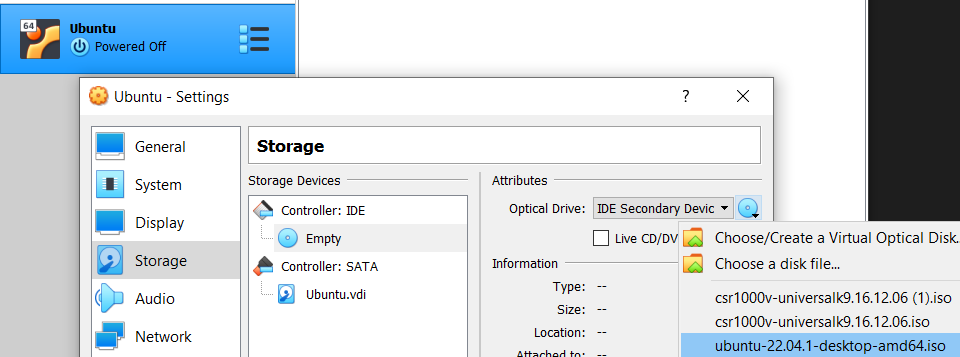 64
Ubuntu
Powered Off
Ubuntu - Settings
?
General
System
Display
Storage
Audio
Network
Storage
Storage Devices
Controller: IDE
Empty
Controller: SATA
Ubuntu.vdi
Attributes
Optical Drive: IDE Secondary Devic
Live CD/DV
Information
Type: --
Size: --
Location: --
Attached to: --
Choose/Create a Virtual Optical Disk.
Choose a disk file...
csr1000v-universalk9.16.12.06 (1).iso
csr1000v-universalk9.16.12.06.iso
ubuntu-22.04.1-desktop-amd64.iso